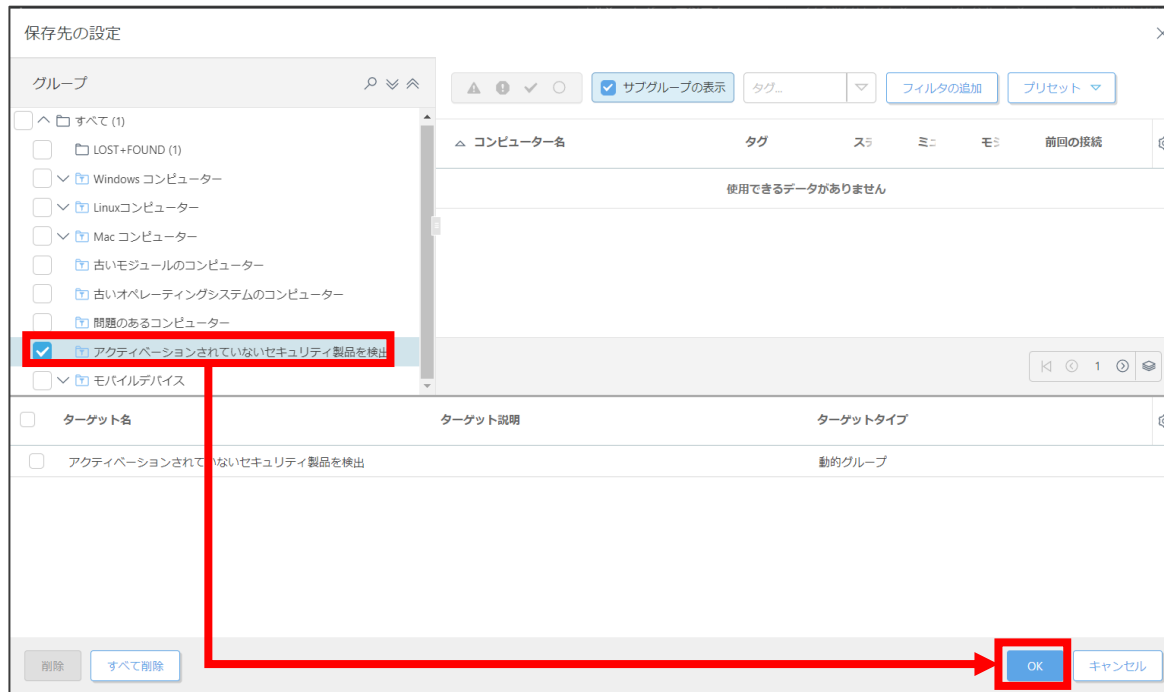 保存先の設定
グループ
サブグループの表示
タグ...
フィルタの追加
プリセット
すべて (1)
LOST+FOUND (1)
Windows コンピューター
Linuxコンピューター
Mac コンピューター
古いモジュールのコンピューター
古いオペレーティングシステムのコンピューター
問題のあるコンピューター
アクティベーションされていないセキュリティ製品を検出
モバイルデバイス
コンピューター名
タグ
ス
ミ
モ
前回の接続
使用できるデータがありません
1
ターゲット名
ターゲット説明
ターゲットタイプ
アクティベーションされていないセキュリティ製品を検出
動的グループ
削除
すべて削除
OK
キャンセル